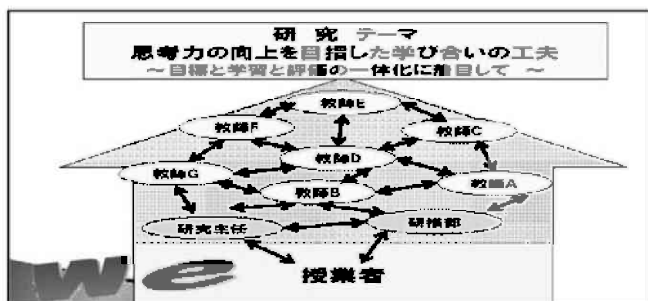 研究 テーマ
思考力の向上を目指した学び合いの工夫
～目標と学習と評価の一体化に着目して～
教師E
教師F
教師C
教師D
教師G
教師A
教師B
研究主任
研推部
授業者
we